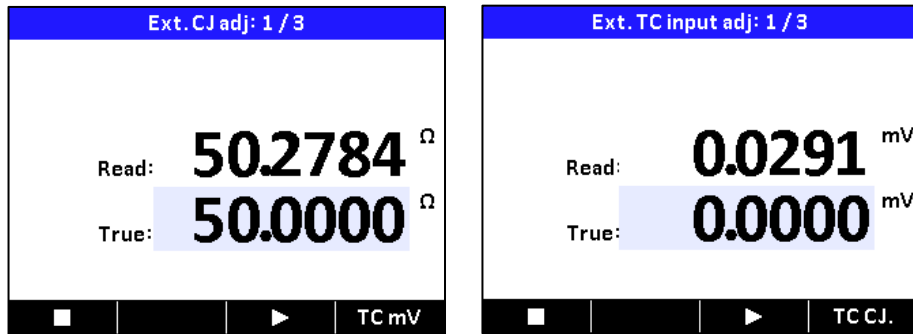 Ext. CJ adj: 1 / 3
Read: 50.2784 Ω
True: 50.0000 Ω
TC mV
Ext. TC input adj: 1 / 3
Read: 0.0291 mV
True: 0.0000 mV
TC CJ.